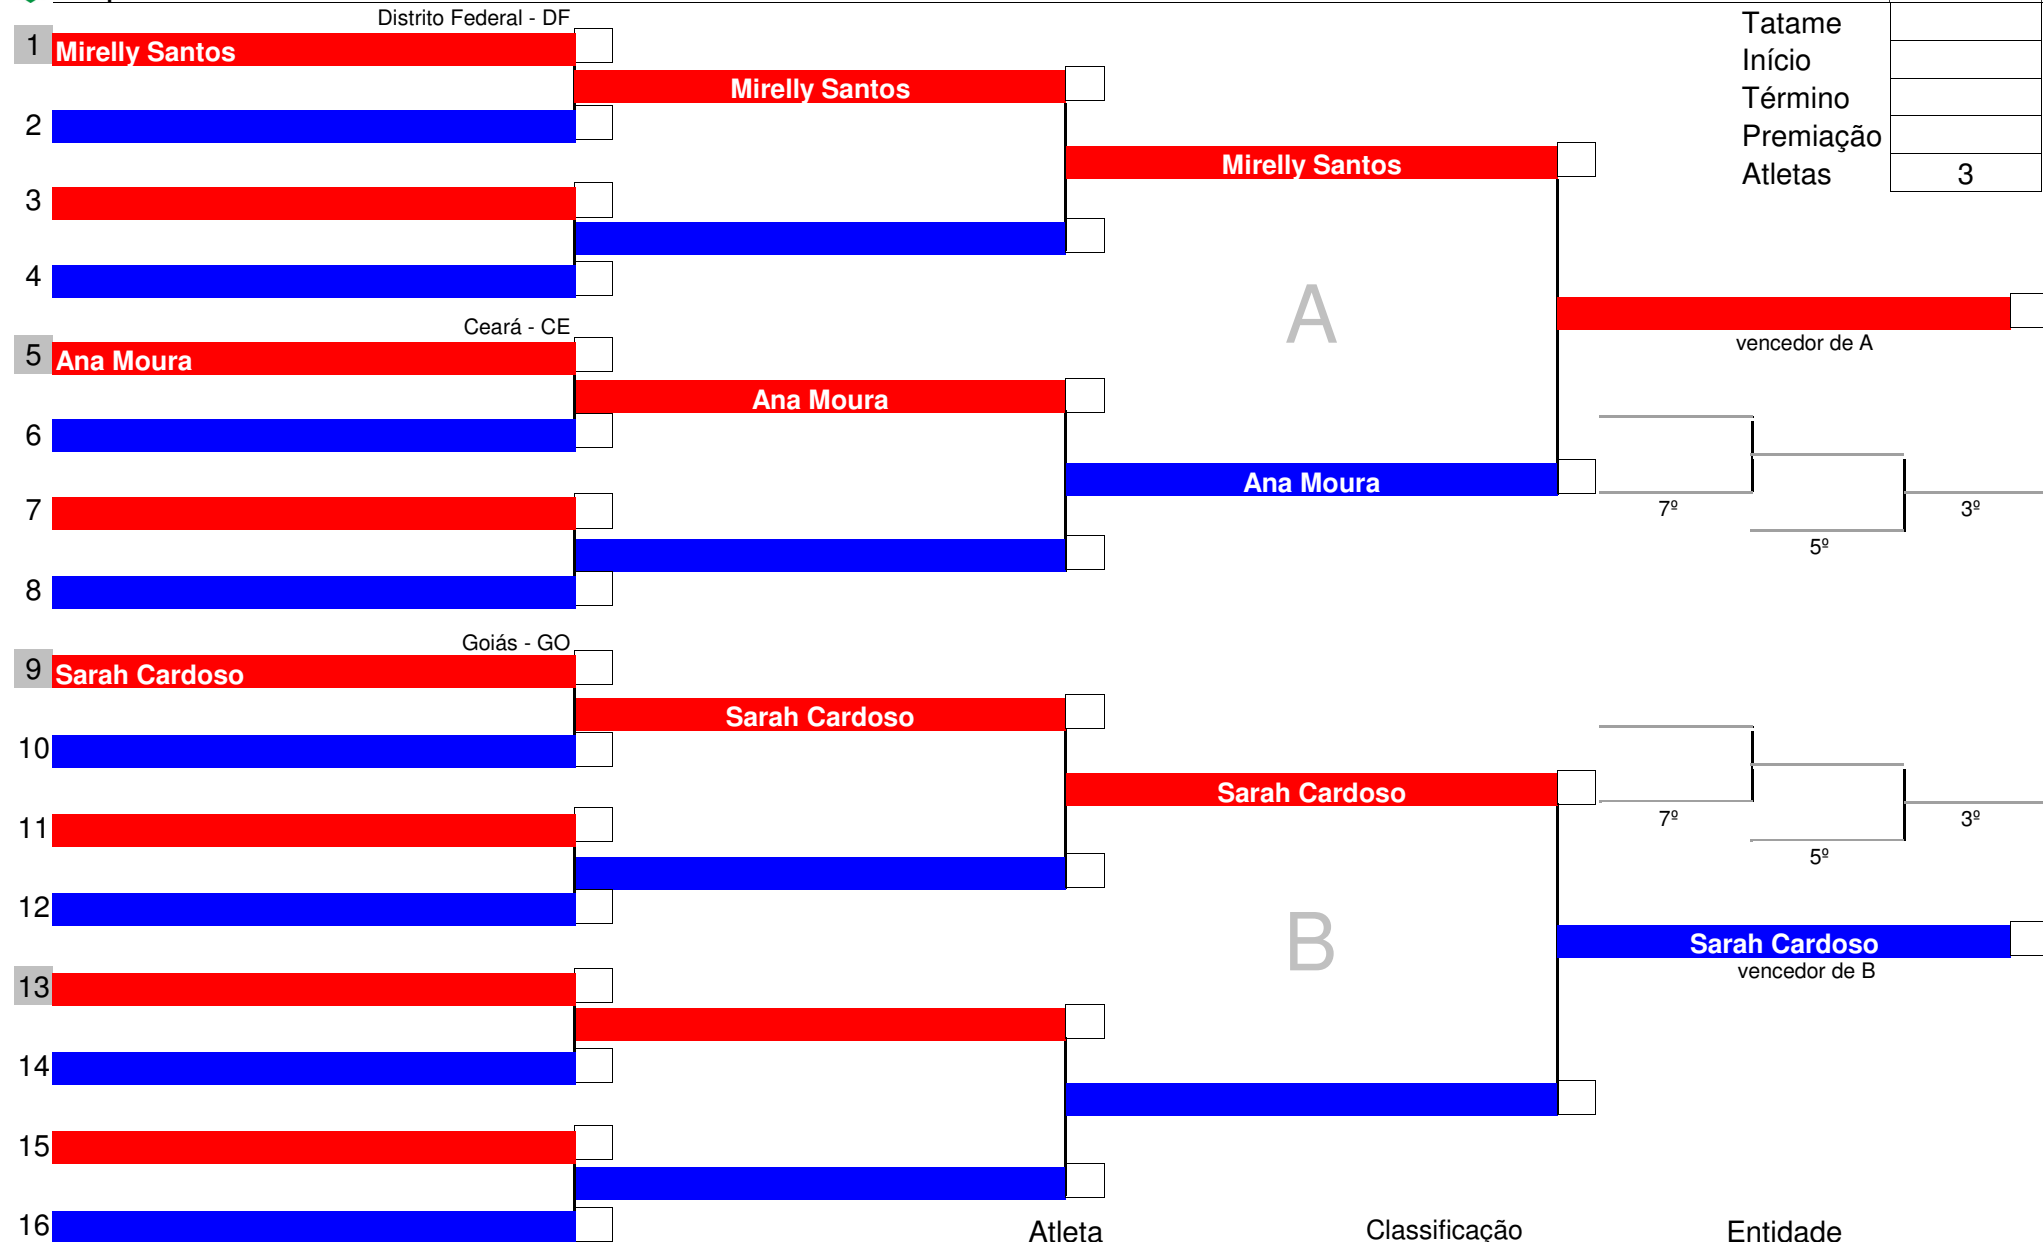 Distrito Federal - DF
Tatame
1 Mirelly Santos
Mirelly Santos
Início
Término
2
Premiação
Mirelly Santos
Atletas 3
3
4
A
Ceará - CE
vencedor de A
5 Ana Moura
Ana Moura
6
Ana Moura
7
7º
3º
5º
8
Goiás - GO
9 Sarah Cardoso
Sarah Cardoso
10
Sarah Cardoso
11
7º
3º
5º
12
B
Sarah Cardoso
vencedor de B
13
14
15
16
Atleta Classificação Entidade